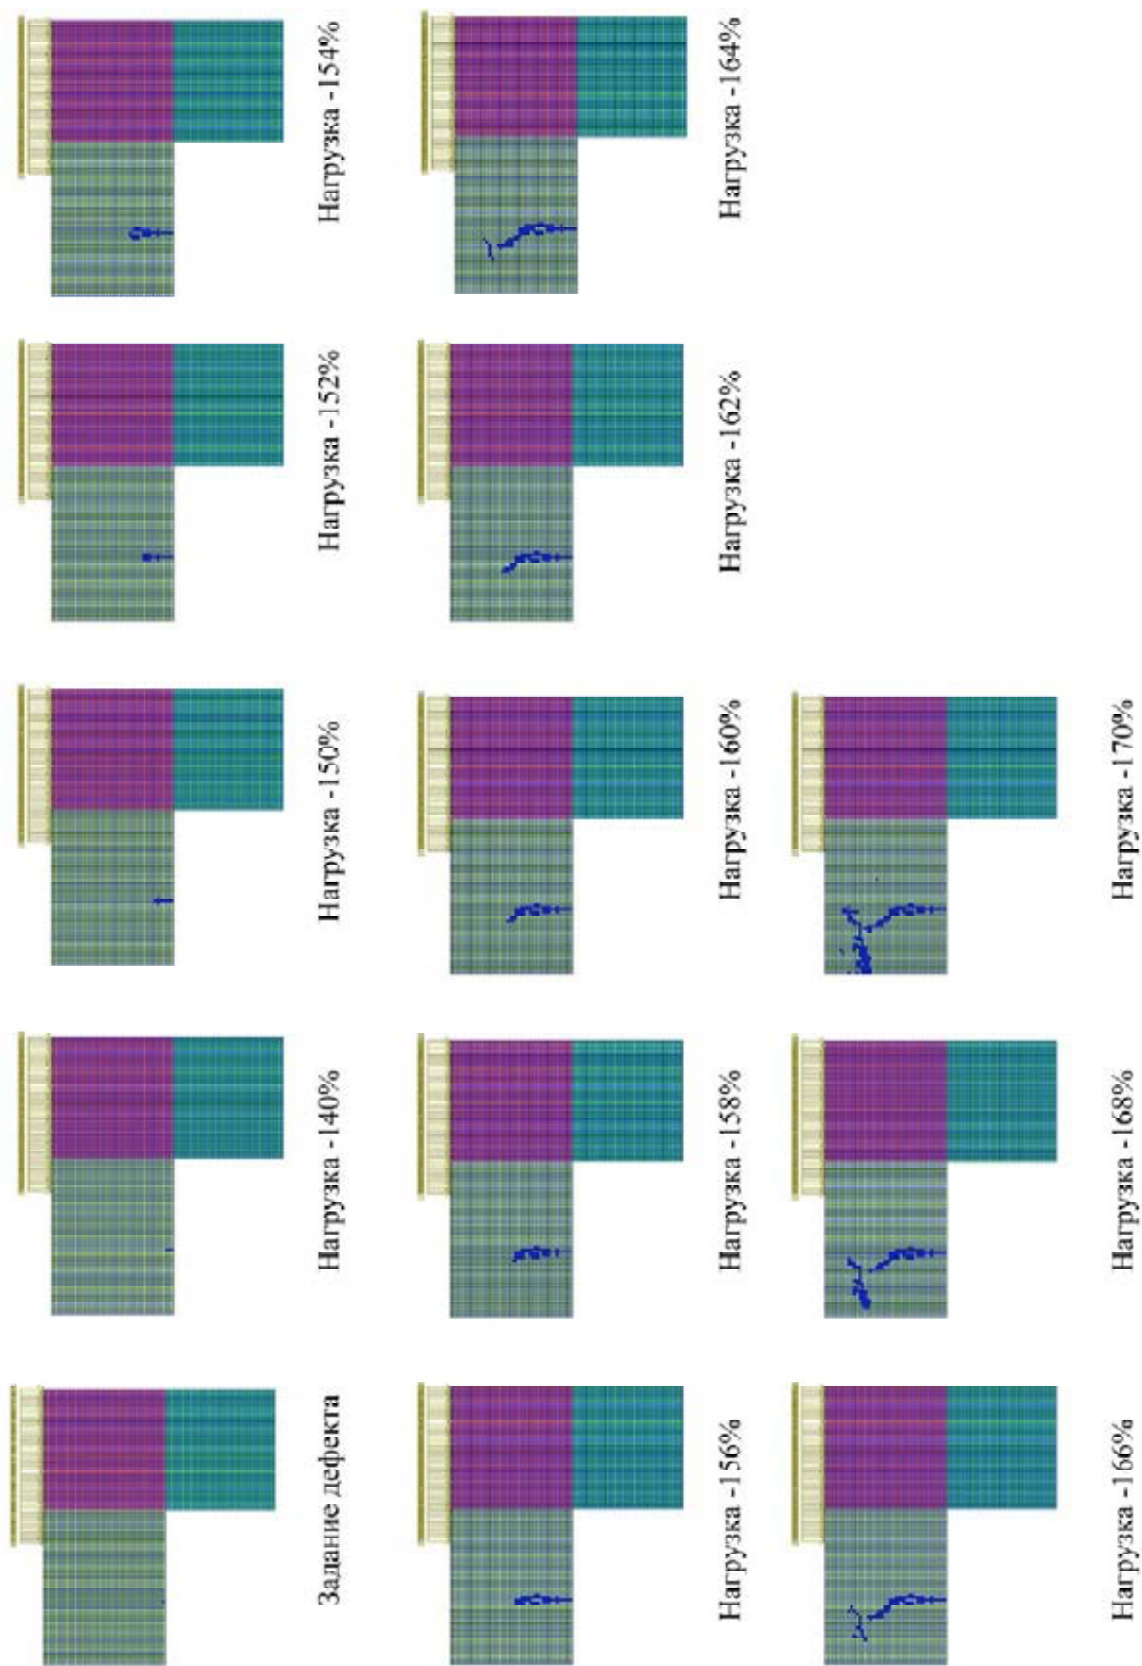 Задание дефекта
Нагрузка -140%
Нагрузка -150%
Нагрузка -152%
Нагрузка -154%
Нагрузка -156%
Нагрузка -158%
Нагрузка -160%
Нагрузка -162%
Нагрузка -164%
Нагрузка -166%
Нагрузка -168%
Нагрузка -170%